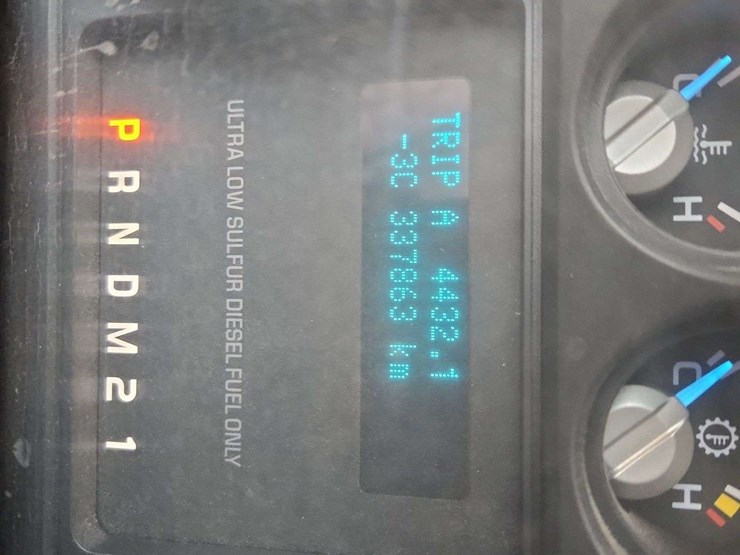 C H
C H
TRIP A 4432.1
-3C 337863 km
ULTRA LOW SULFUR DIESEL FUEL ONLY
P R N D M 2 1